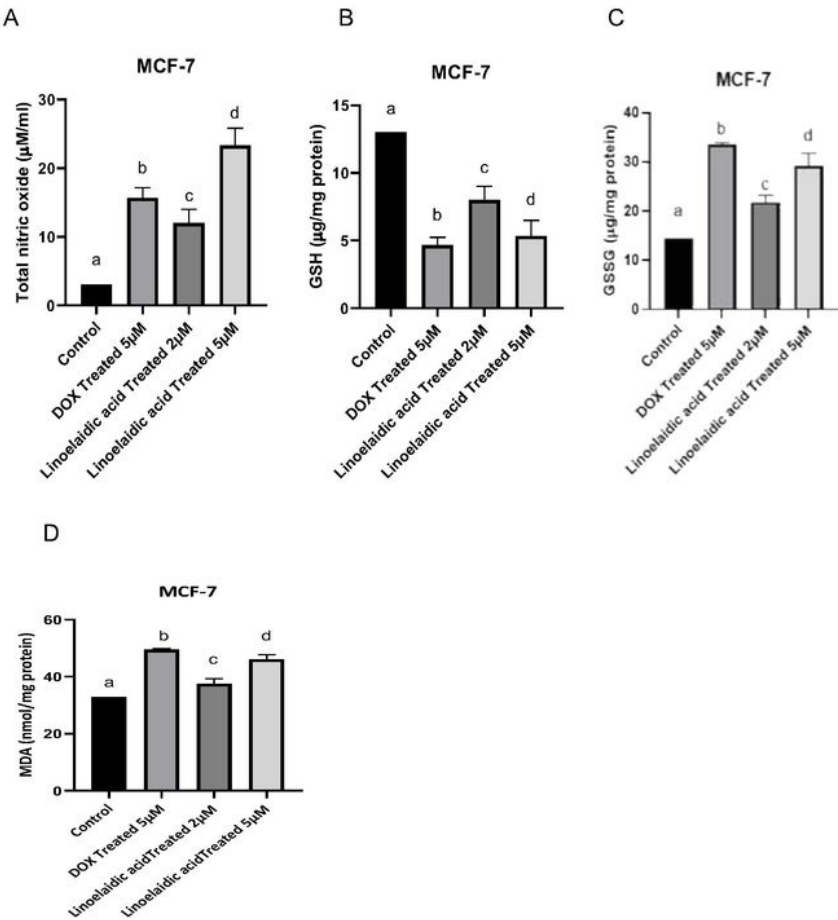 A
MCF-7
Total nitric oxide (µM/ml)
30
20
10
0
a
b
c
d
Control
DOX Treated 5µM
Linoelaidic acid Treated 2µM
Linoelaidic acid Treated 5µM
B
MCF-7
GSH (µg/mg protein)
15
10
5
0
a
b
c
d
Control
DOX Treated 5µM
Linoelaidic acid Treated 2µM
Linoelaidic acid Treated 5µM
C
MCF-7
GSSG (µg/mg protein)
40
30
20
10
0
a
b
c
d
Control
DOX Treated 5µM
Linoelaidic acid Treated 2µM
Linoelaidic acid Treated 5µM
D
MCF-7
MDA (nmol/mg protein)
60
40
20
0
a
b
c
d
Control
DOX Treated 5µM
Linoelaidic acidTreated 2µM
Linoelaidic acidTreated 5µM